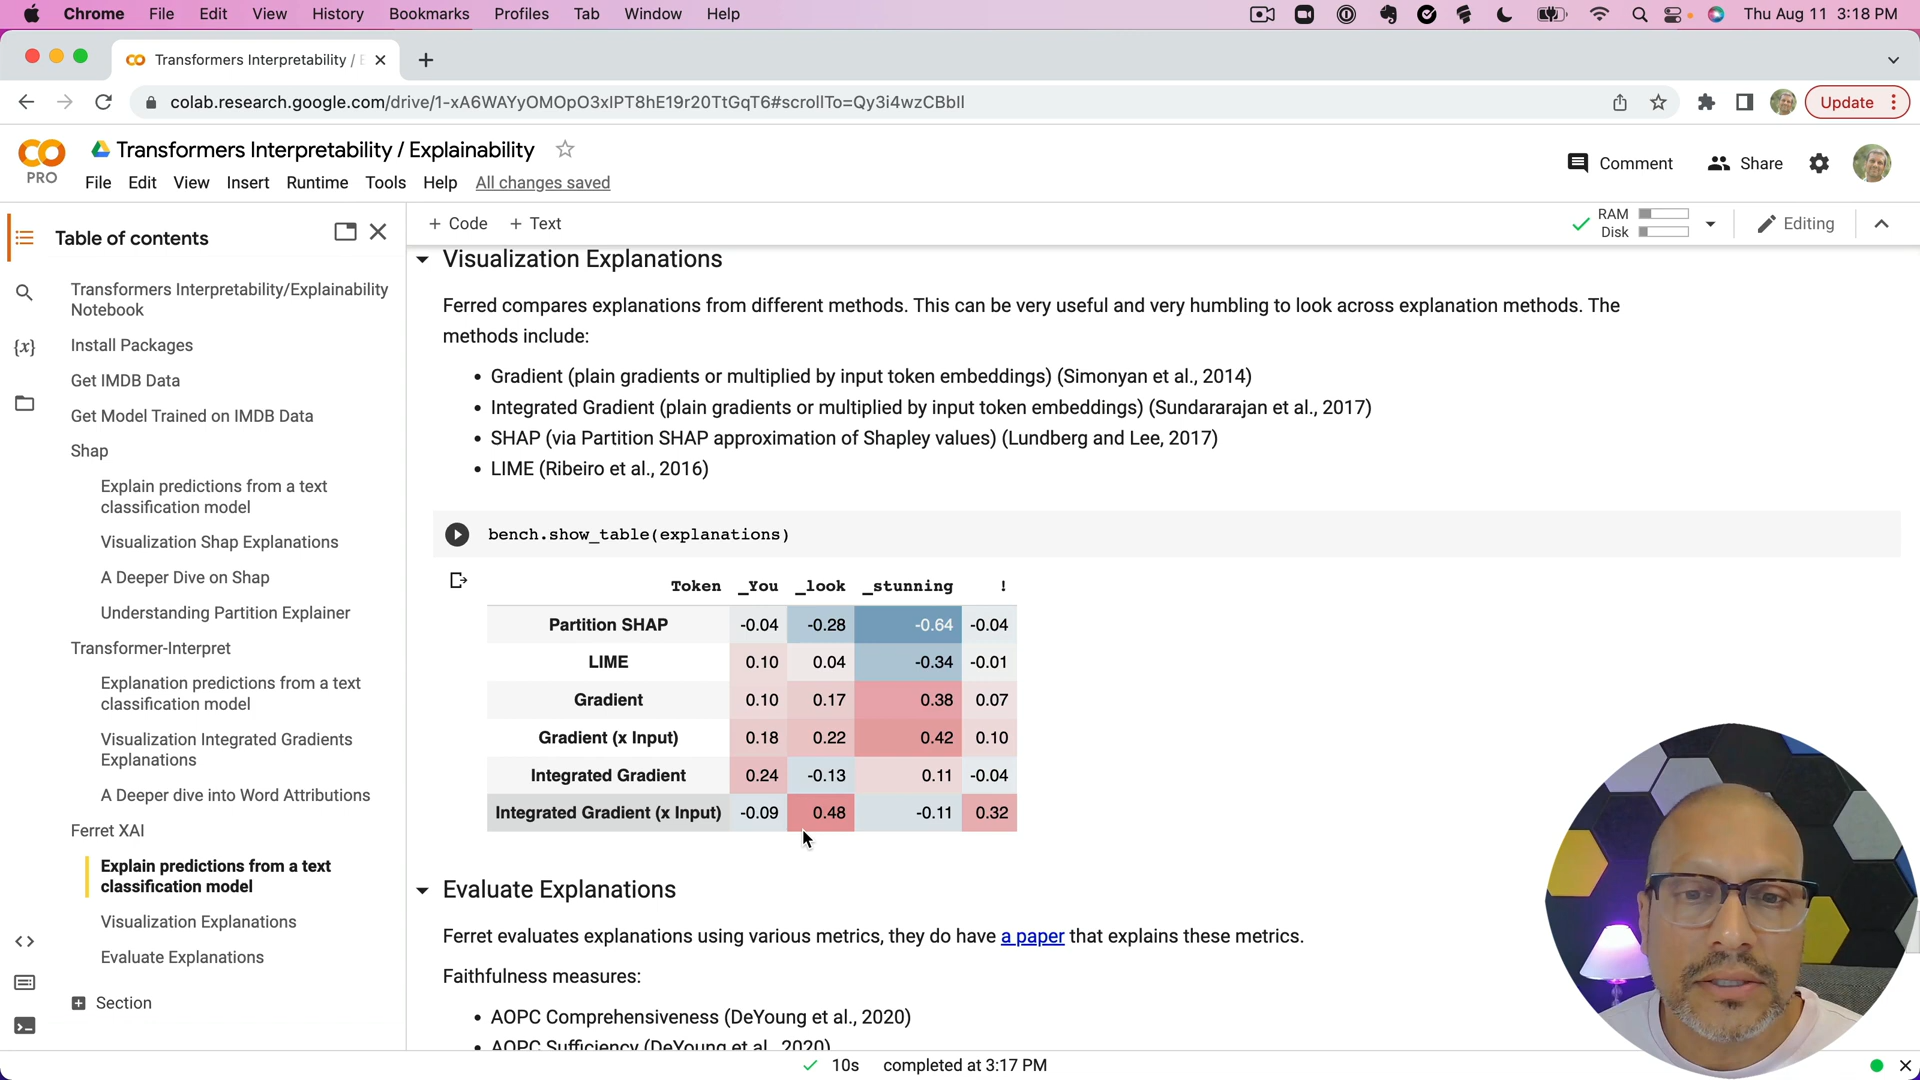 Chrome File Edit View History Bookmarks Profiles Tab Window Help Thu Aug 11 3:18 PM
Transformers Interpretability /
colab.research.google.com/drive/1-xA6WAYyOMOpO3xIPT8hE19r20TtGqT6#scrollTo=Qy3i4wzCBbII Update
Transformers Interpretability / Explainability
PRO
File Edit View Insert Runtime Tools Help All changes saved
Comment Share
Table of contents
+ Code + Text
RAM
Disk
Editing
Transformers Interpretability/Explainability
Notebook
Install Packages
Get IMDB Data
Get Model Trained on IMDB Data
Shap
Explain predictions from a text
classification model
Visualization Shap Explanations
A Deeper Dive on Shap
Understanding Partition Explainer
Transformer-Interpret
Explanation predictions from a text
classification model
Visualization Integrated Gradients
Explanations
A Deeper dive into Word Attributions
Ferret XAI
Explain predictions from a text
classification model
Visualization Explanations
Evaluate Explanations
Section
Visualization Explanations
Ferred compares explanations from different methods. This can be very useful and very humbling to look across explanation methods. The
methods include:
• Gradient (plain gradients or multiplied by input token embeddings) (Simonyan et al., 2014)
• Integrated Gradient (plain gradients or multiplied by input token embeddings) (Sundararajan et al., 2017)
• SHAP (via Partition SHAP approximation of Shapley values) (Lundberg and Lee, 2017)
• LIME (Ribeiro et al., 2016)
bench.show_table(explanations)
Token _You _look _stunning !
Partition SHAP -0.04 -0.28 -0.64 -0.04
LIME 0.10 0.04 -0.34 -0.01
Gradient 0.10 0.17 0.38 0.07
Gradient (x Input) 0.18 0.22 0.42 0.10
Integrated Gradient 0.24 -0.13 0.11 -0.04
Integrated Gradient (x Input) -0.09 0.48 -0.11 0.32
Evaluate Explanations
Ferret evaluates explanations using various metrics, they do have a paper that explains these metrics.
Faithfulness measures:
• AOPC Comprehensiveness (DeYoung et al., 2020)
• AOPC Sufficiency (DeYoung et al., 2020)
10s completed at 3:17 PM